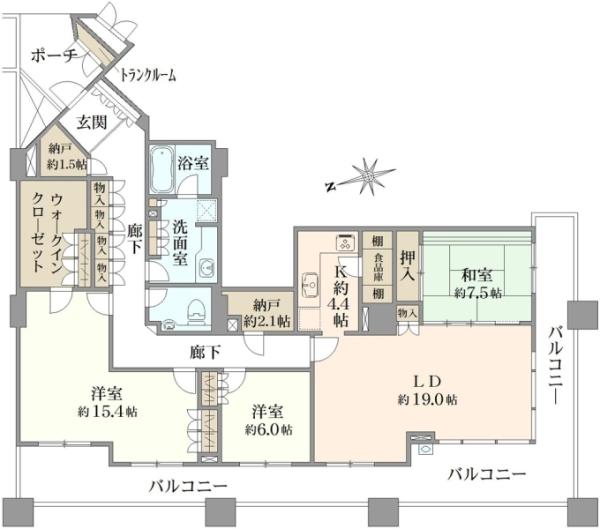 ポーチ
トランクルーム
玄関
納戸
約1.5帖
浴室
ウォークイン
クローゼット
物入
物入
物入
物入
廊下
洗面室
K
約
4.4
帖
棚
食品庫
棚
押入
和室
約7.5帖
納戸
約2.1帖
物入
廊下
洋室
約15.4帖
洋室
約6.0帖
LD
約19.0帖
バルコニー
バルコニー
バルコニー
N